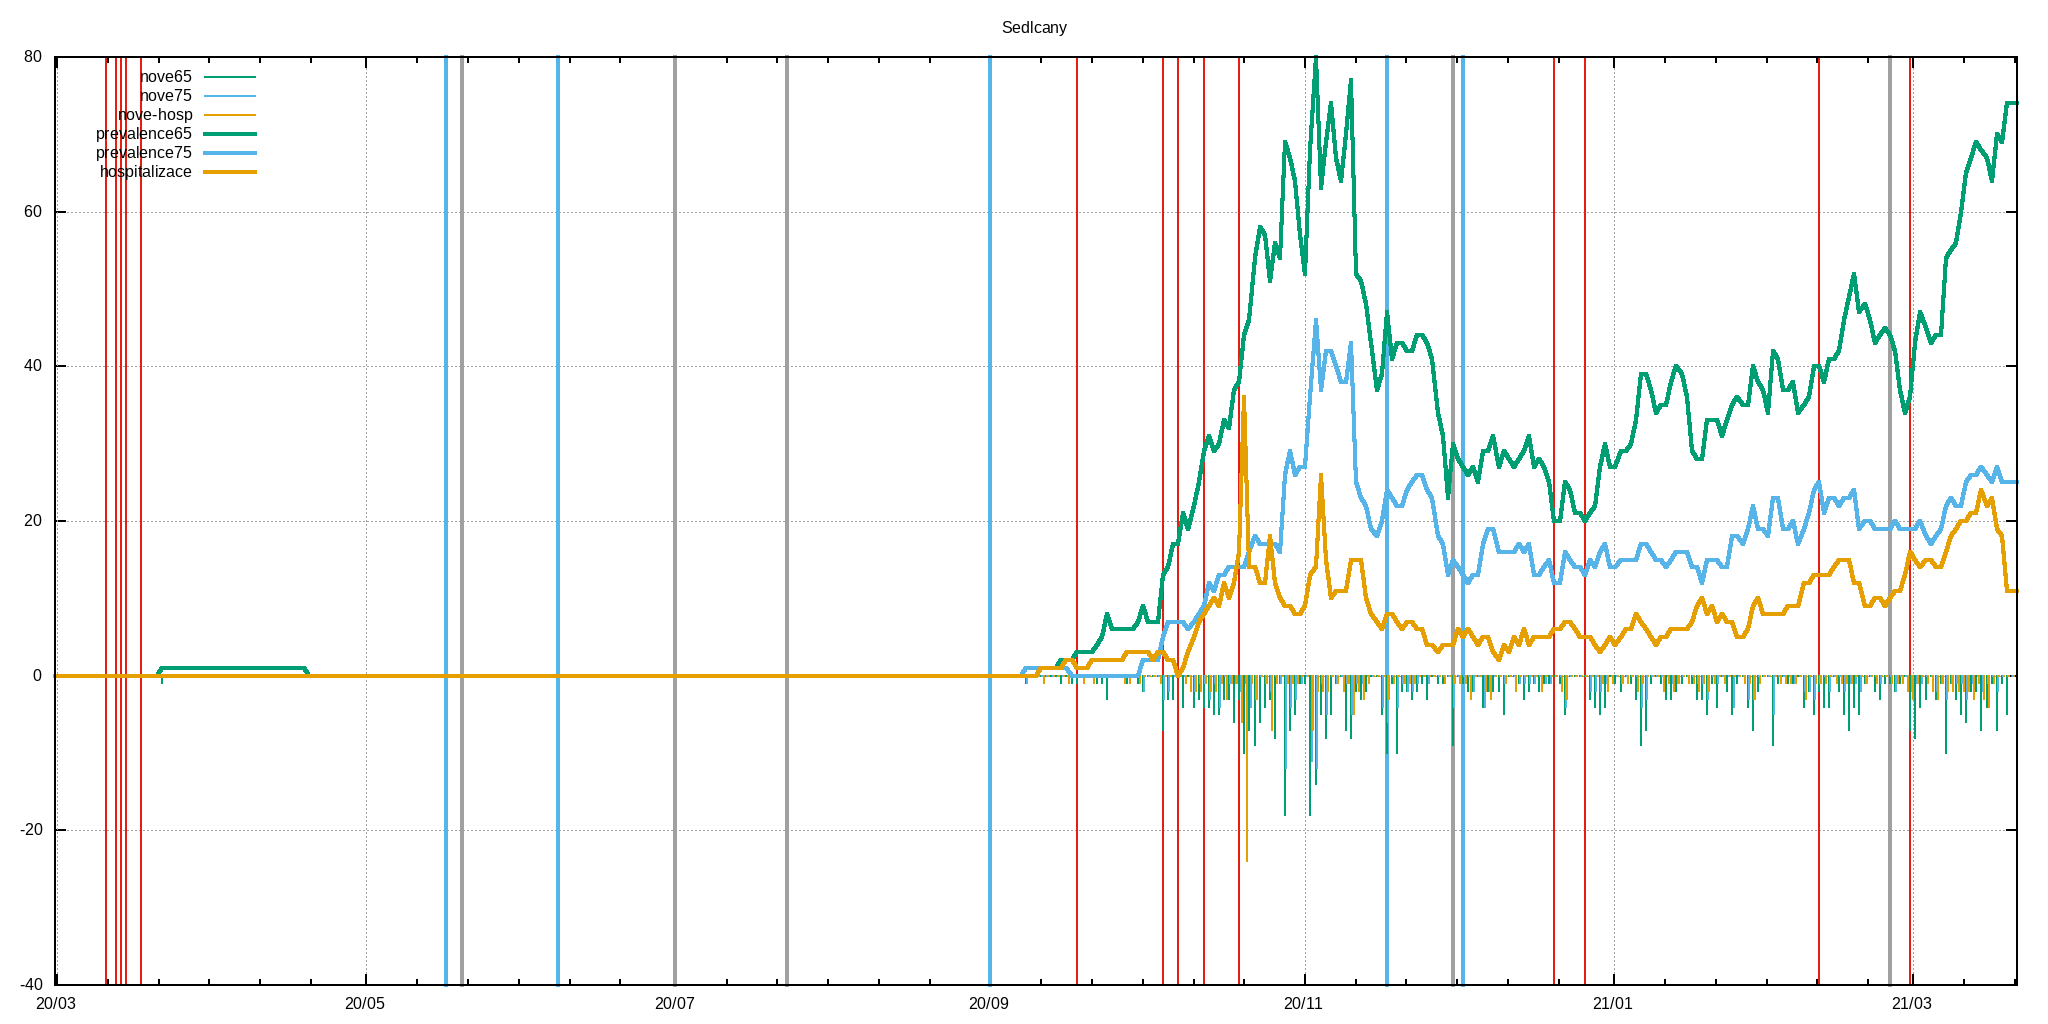 Sedlcany
80
nove65
nove75
nove-hosp
prevalence65
prevalence75
hospitalizace
60
40
20
0
-20
-40
20/03 20/05 20/07 20/09 20/11 21/01 21/03